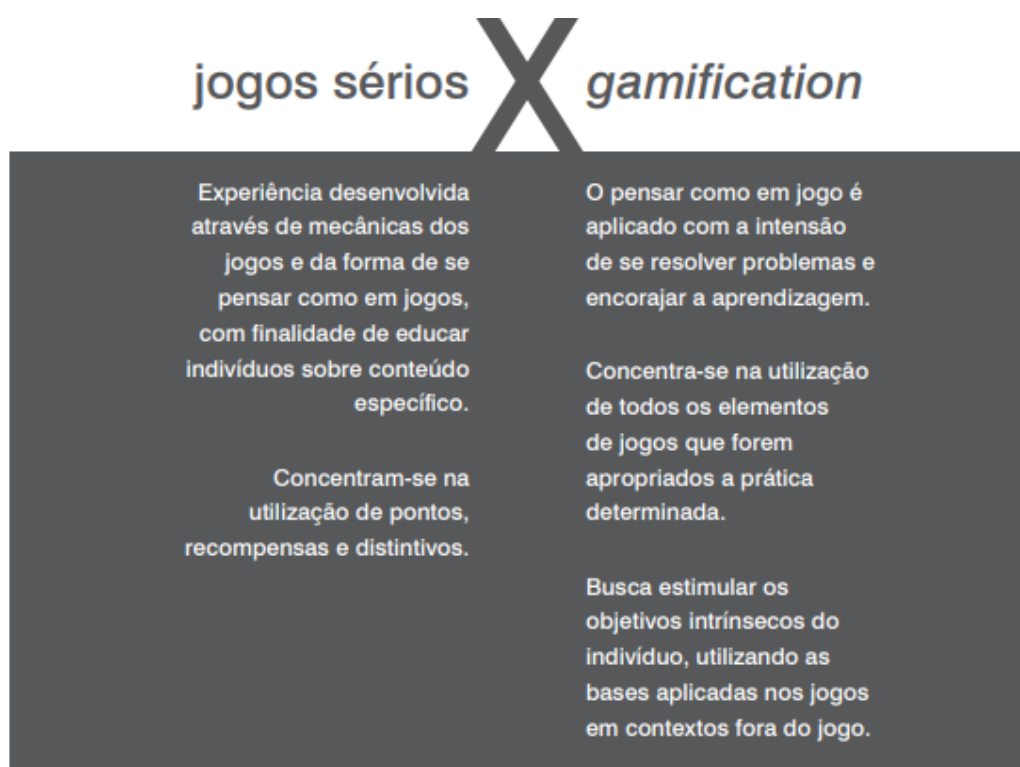 jogos sérios X gamification
Experiência desenvolvida
através de mecânicas dos
jogos e da forma de se
pensar como em jogos,
com finalidade de educar
indivíduos sobre conteúdo
específico.
Concentram-se na
utilização de pontos,
recompensas e distintivos.
O pensar como em jogo é
aplicado com a intensão
de se resolver problemas e
encorajar a aprendizagem.
Concentra-se na utilização
de todos os elementos
de jogos que forem
apropriados a prática
determinada.
Busca estimular os
objetivos intrínsecos do
indivíduo, utilizando as
bases aplicadas nos jogos
em contextos fora do jogo.